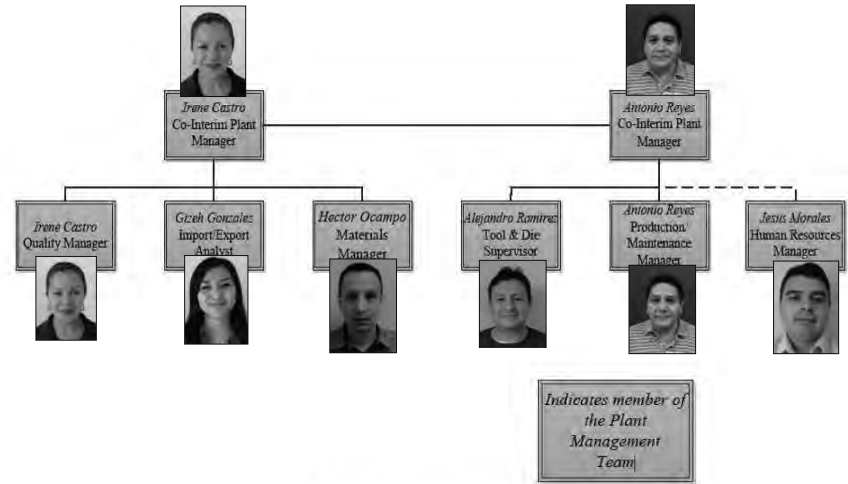 Irene Castro
Co-Interim Plant
Manager
Antonio Reyes
Co-Interim Plant
Manager
Irene Castro
Quality Manager
Gizeh Gonzalez
Import/Export
Analyst
Hector Ocampo
Materials
Manager
Alejandro Ramirez
Tool & Die
Supervisor
Antonio Reyes
Production/
Maintenance
Manager
Jesus Morales
Human Resources
Manager
Indicates member of
the Plant
Management
Team